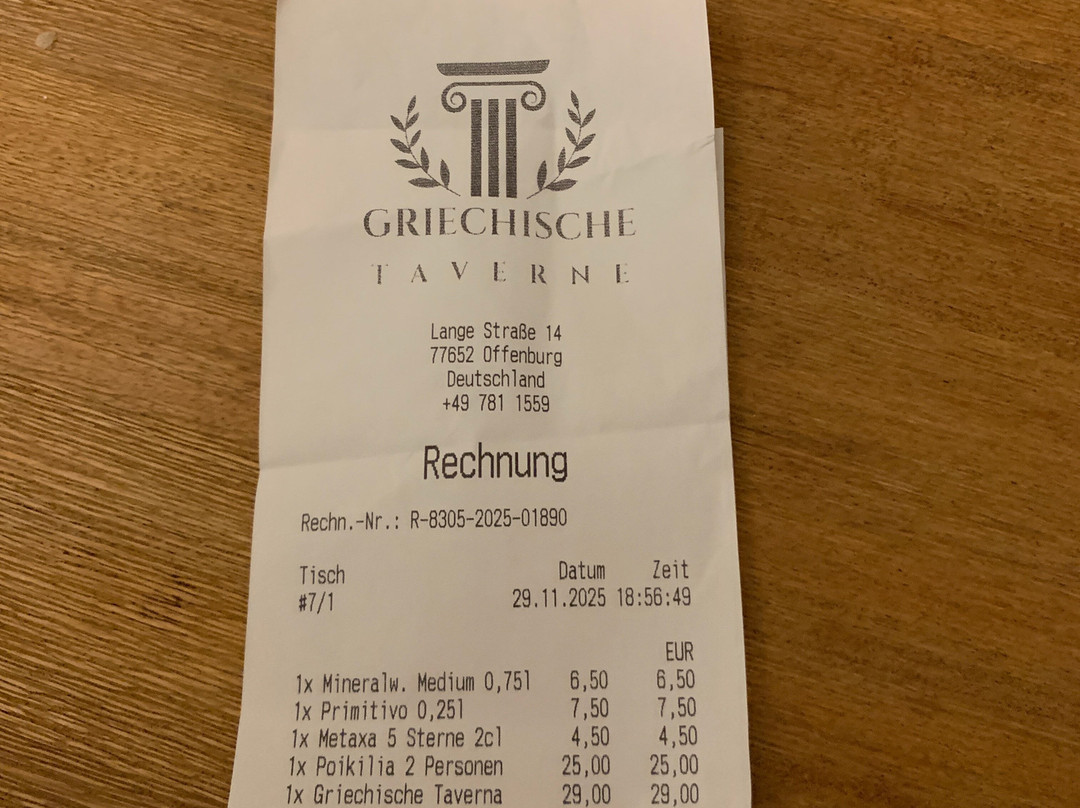 GRIECHISCHE
TAVERNE
Lange Straße 14
77652 Offenburg
Deutschland
+49 781 1559
Rechnung
Rechn.-Nr.: R-8305-2025-01890
Tisch Datum Zeit
#7/1 29.11.2025 18:56:49
EUR
1x Mineralw. Medium 0,75l 6,50 6,50
1x Primitivo 0,25l 7,50 7,50
1x Metaxa 5 Sterne 2cl 4,50 4,50
1x Poikilia 2 Personen 25,00 25,00
1x Griechische Taverna 29,00 29,00